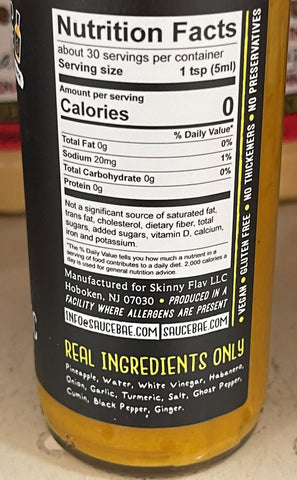 Nutrition Facts
about 30 servings per container
Serving size 1 tsp (5ml)
Amount per serving
Calories 0
% Daily Value*
Total Fat 0g 0%
Sodium 20mg 1%
Total Carbohydrate 0g 0%
Protein 0g
Not a significant source of saturated fat,
trans fat, cholesterol, dietary fiber, total
sugars, added sugars, vitamin D, calcium,
iron and potassium.
*The % Daily Value tells you how much a nutrient in a
serving of food contributes to a daily diet. 2,000 calories a
day is used for general nutrition advice.
Manufactured for Skinny Flav LLC
Hoboken, NJ 07030 • PRODUCED IN A
FACILITY WHERE ALLERGENS ARE PRESENT
INFO@SAUCEBAE.COM | SAUCEBAE.COM
• VEGAN • GLUTEN FREE • NO THICKENERS • NO PRESERVATIVES
REAL INGREDIENTS ONLY
Pineapple, Water, White Vinegar, Habanero,
Onion, Garlic, Turmeric, Salt, Ghost Pepper,
Cumin, Black Pepper, Ginger.